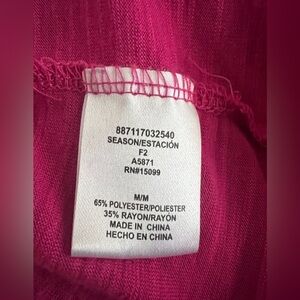 887117032540
SEASON/ESTACIÓN
F2
A5871
RN#15099
M/M
65% POLYESTER/POLIESTER
35% RAYON/RAYÓN
MADE IN CHINA
HECHO EN CHINA